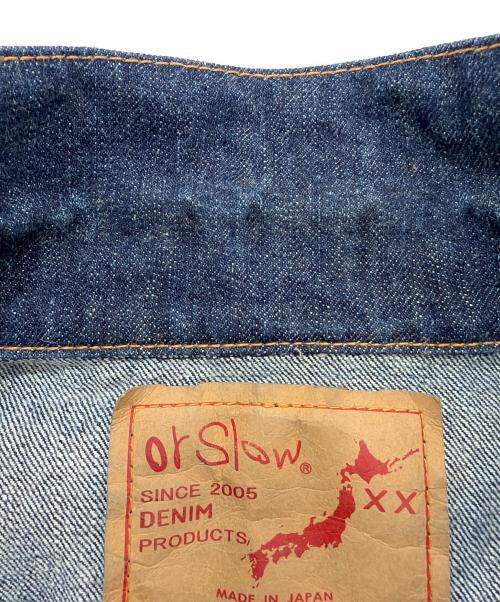 orSlow®
SINCE 2005
DENIM
PRODUCTS,
XX
MADE IN JAPAN